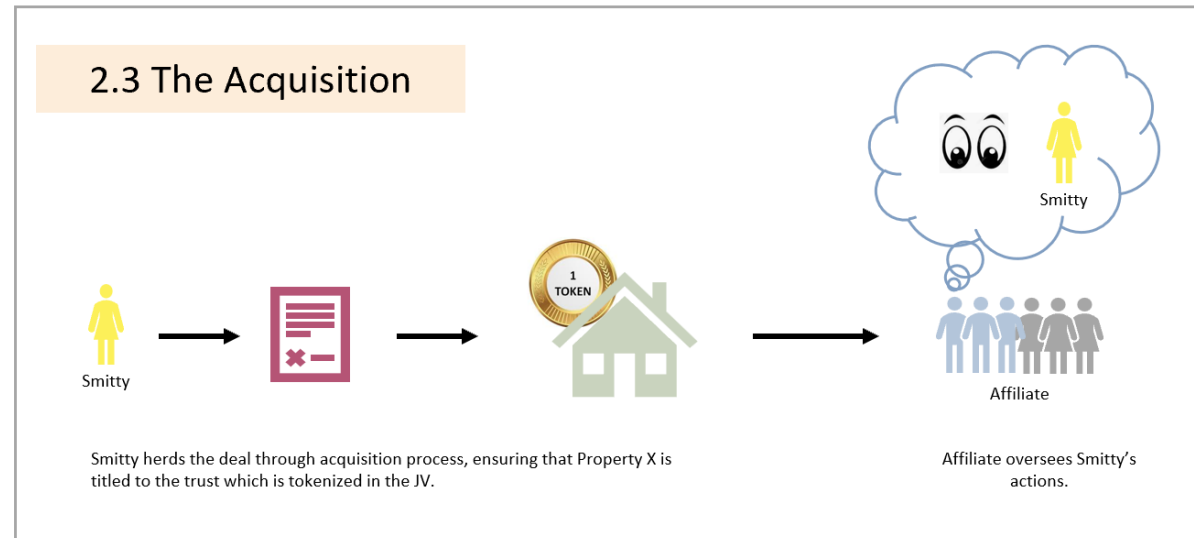 2.3 The Acquisition
Smitty
1
TOKEN
Smitty
Affiliate
Smitty herds the deal through acquisition process, ensuring that Property X is
titled to the trust which is tokenized in the JV.
Affiliate oversees Smitty’s
actions.